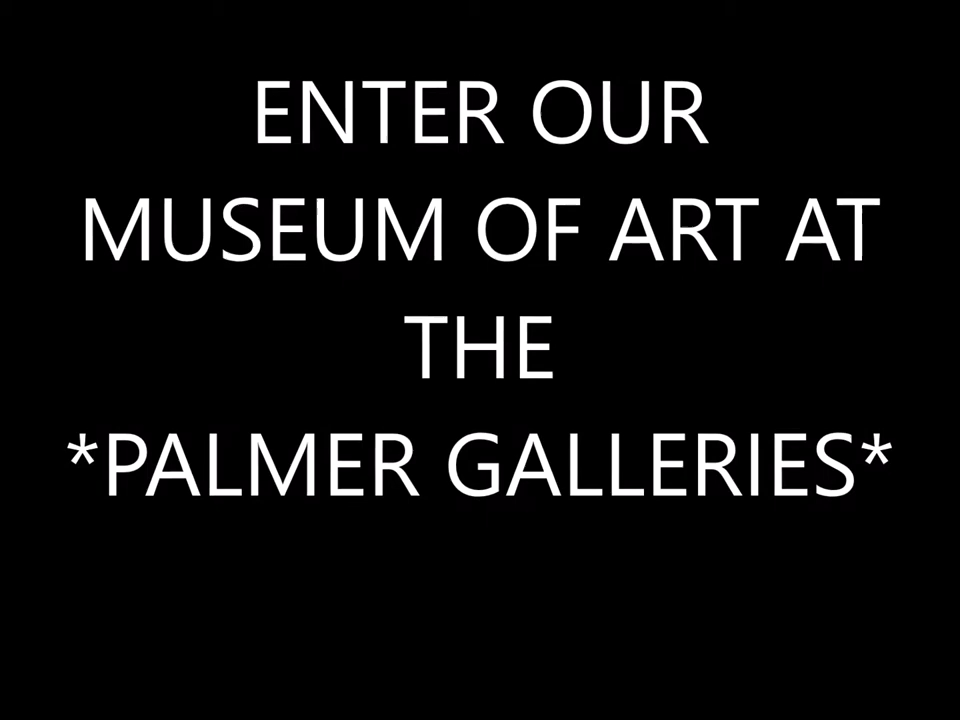 ENTER OUR
MUSEUM OF ART AT
THE
*PALMER GALLERIES*